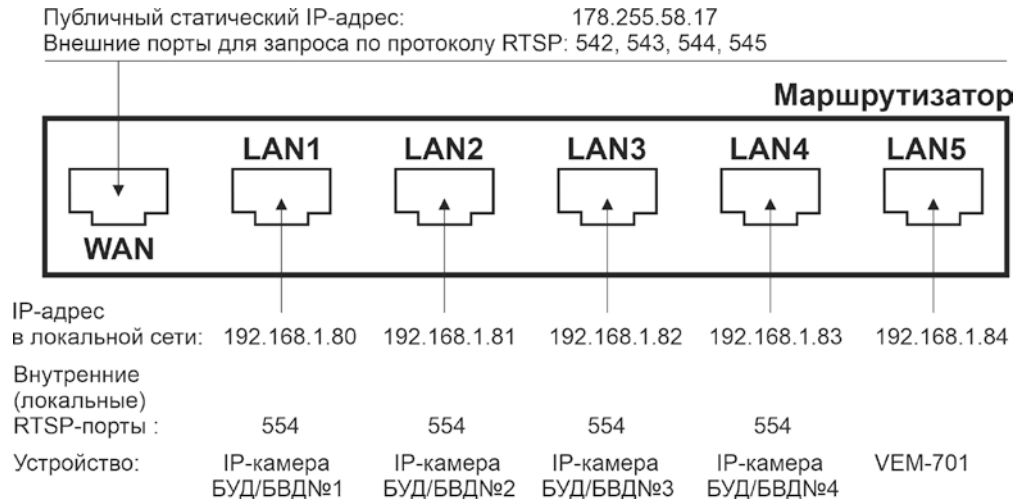 Публичный статический IP-адрес: 178.255.58.17
Внешние порты для запроса по протоколу RTSP: 542, 543, 544, 545
Маршрутизатор
LAN1 LAN2 LAN3 LAN4 LAN5
WAN
IP-адрес
в локальной сети: 192.168.1.80 192.168.1.81 192.168.1.82 192.168.1.83 192.168.1.84
Внутренние
(локальные)
RTSP-порты : 554 554 554 554
Устройство: IP-камера IP-камера IP-камера IP-камера VEM-701
БУД/БВД№1 БУД/БВД№2 БУД/БВД№3 БУД/БВД№4